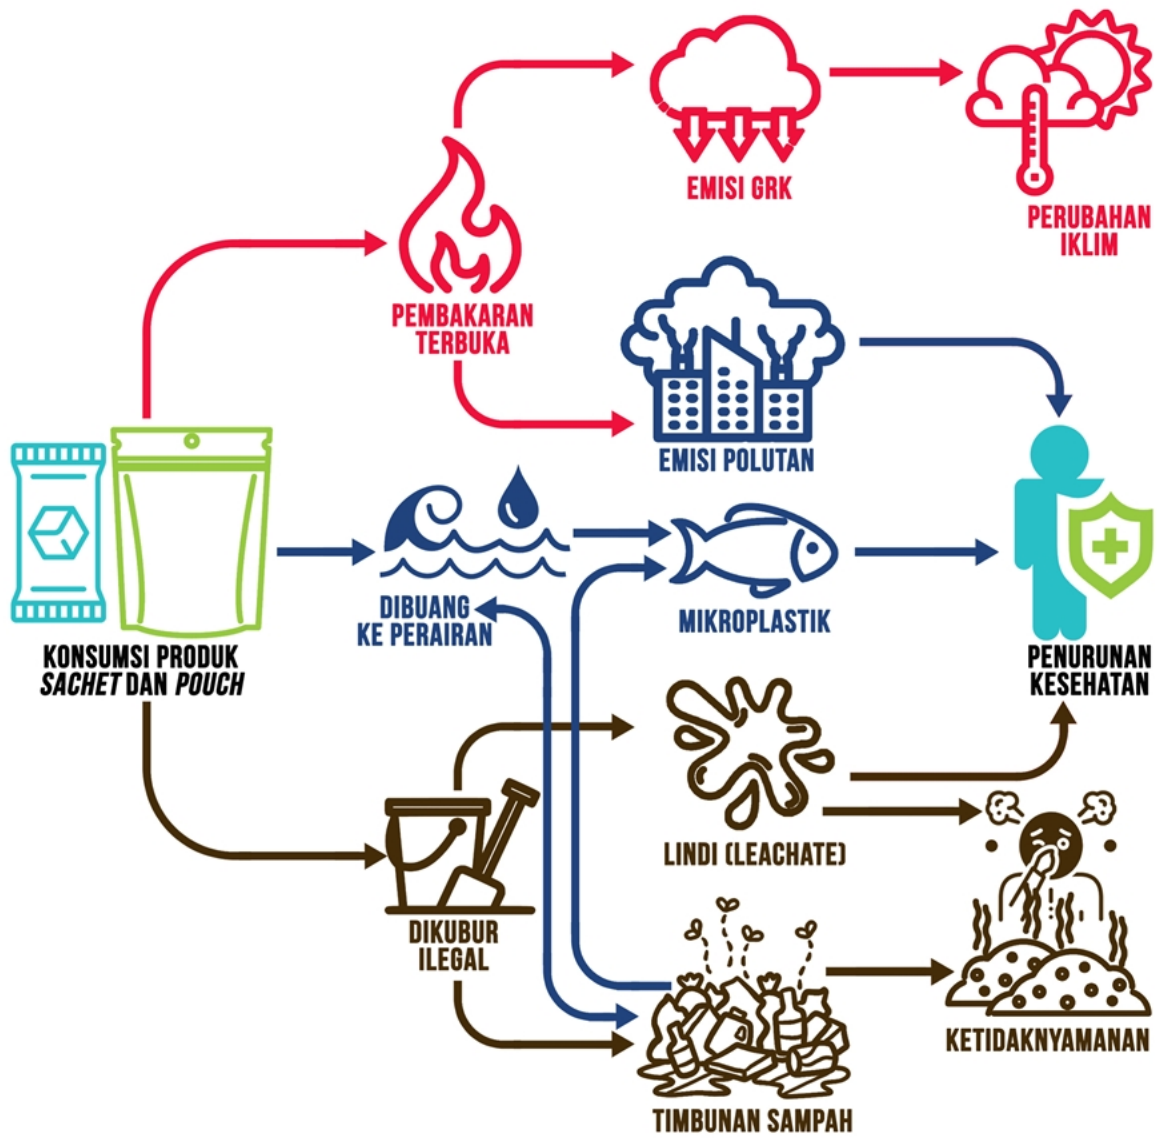 EMISI GRK
PERUBAHAN
IKLIM
PEMBAKARAN
TERBUKA
EMISI POLUTAN
DIBUANG
KE PERAIRAN
MIKROPLASTIK
KONSUMSI PRODUK
SACHET DAN POUCH
PENURUNAN
KESEHATAN
LINDI (LEACHATE)
DIKUBUR
ILEGAL
KETIDAKNYAMANAN
TIMBUNAN SAMPAH